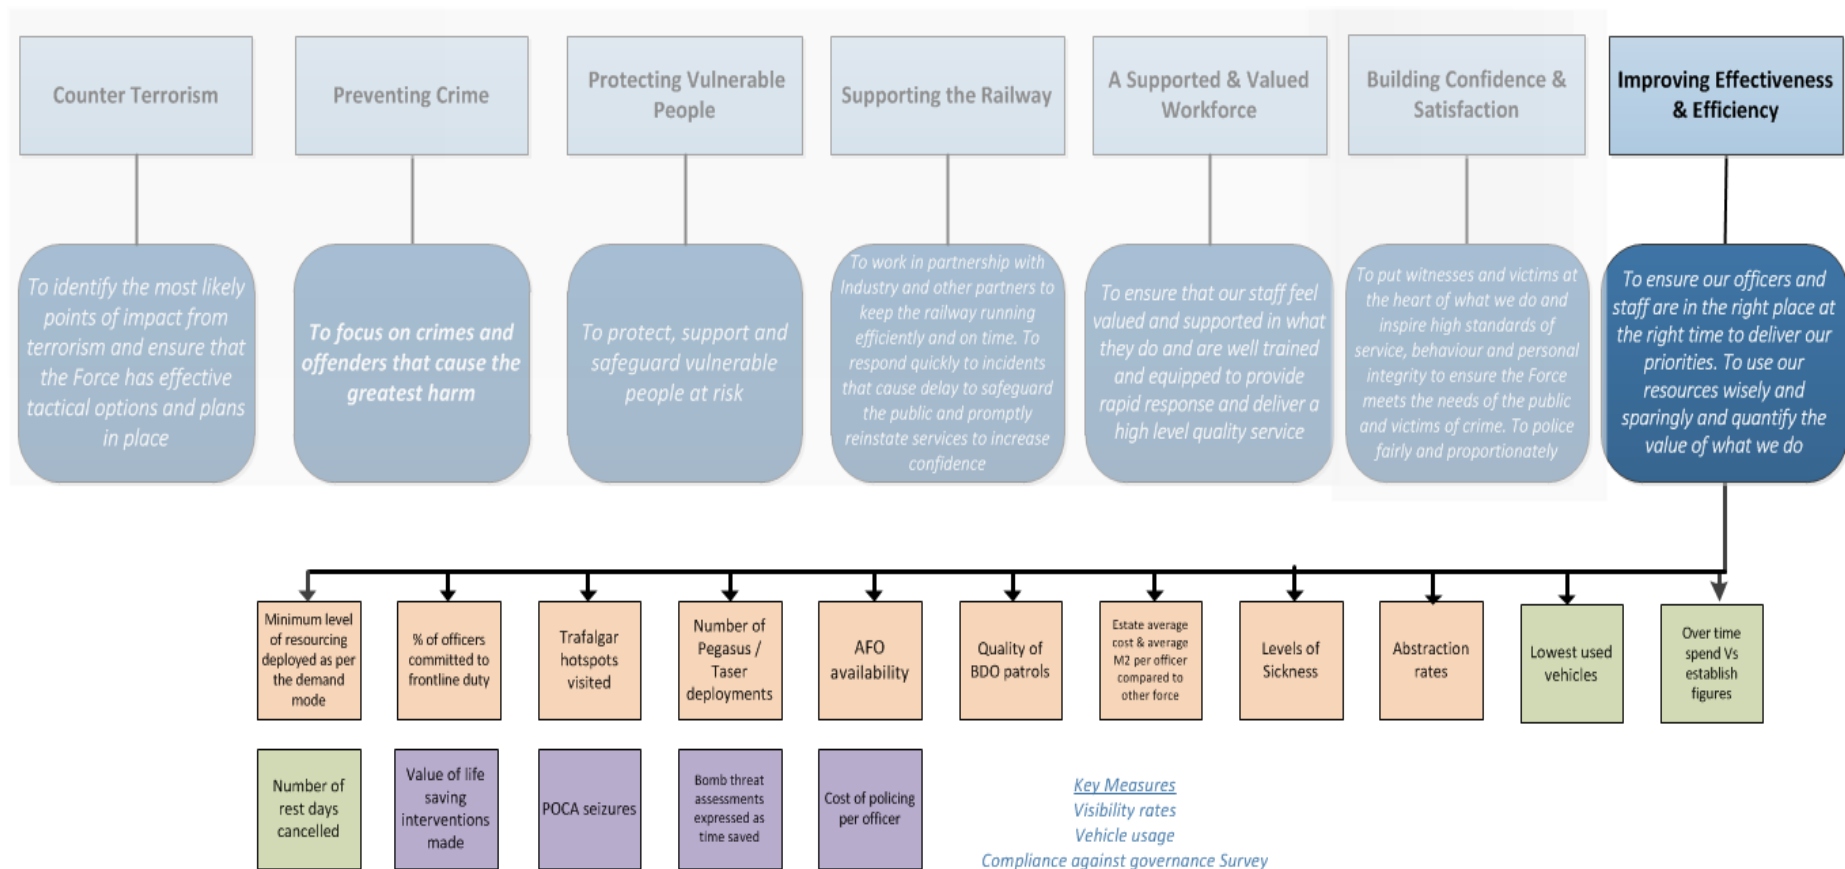 Counter Terrorism
Preventing Crime
Protecting Vulnerable
People
Supporting the Railway
A Supported & Valued
Workforce
Building Confidence &
Satisfaction
Improving Effectiveness
& Efficiency
To identify the most likely
points of impact from
terrorism and ensure that
the Force has effective
tactical options and plans
in place
To focus on crimes and
offenders that cause the
greatest harm
To protect, support and
safeguard vulnerable
people at risk
To work in partnership with
Industry and other partners to
keep the railway running
efficiently and on time. To
respond quickly to incidents
that cause delay to safeguard
the public and promptly
reinstate services to increase
confidence
To ensure that our staff feel
valued and supported in what
they do and are well trained
and equipped to provide
rapid response and deliver a
high level quality service
To put witnesses and victims at
the heart of what we do and
inspire high standards of
service, behaviour and personal
integrity to ensure the Force
meets the needs of the public
and victims of crime. To police
fairly and proportionately
To ensure our officers and
staff are in the right place at
the right time to deliver our
priorities. To use our
resources wisely and
sparingly and quantify the
value of what we do
Minimum level
of resourcing
deployed as per
the demand
mode
% of officers
committed to
frontline duty
Trafalgar
hotspots
visited
Number of
Pegasus /
Taser
deployments
AFO
availability
Quality of
BDO patrols
Estate average
cost & average
M2 per officer
compared to
other force
Levels of
Sickness
Abstraction
rates
Lowest used
vehicles
Over time
spend Vs
establish
figures
Number of
rest days
cancelled
Value of life
saving
interventions
made
POCA seizures
Bomb threat
assessments
expressed as
time saved
Cost of policing
per officer
Key Measures
Visibility rates
Vehicle usage
Compliance against governance Survey